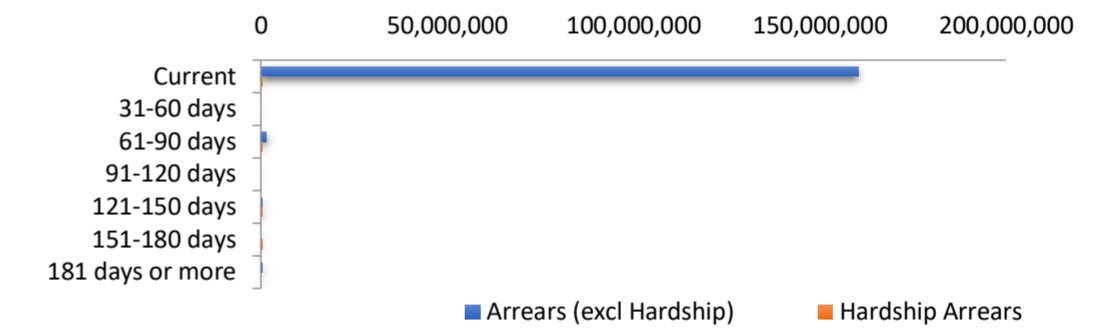 0 50,000,000 100,000,000 150,000,000 200,000,000
Current
31-60 days
61-90 days
91-120 days
121-150 days
151-180 days
181 days or more
Arrears (excl Hardship) Hardship Arrears